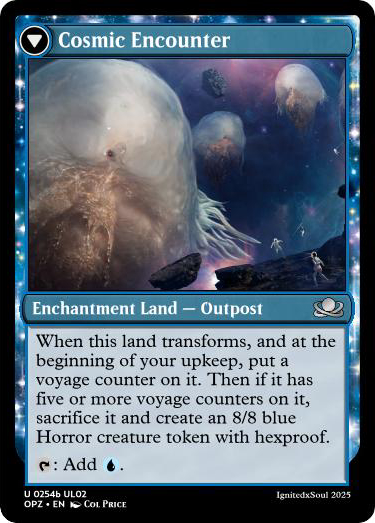 Cosmic Encounter
Enchantment Land — Outpost
When this land transforms, and at the
beginning of your upkeep, put a
voyage counter on it. Then if it has
five or more voyage counters on it,
sacrifice it and create an 8/8 blue
Horror creature token with hexproof.
: Add .
U 0254b UL02
OPZ • EN Col Price
IgnitedxSoul 2025